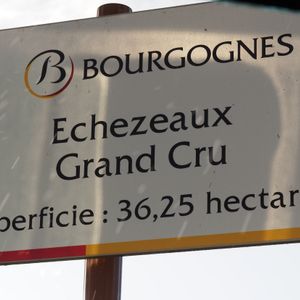 B BOURGOGNES
Echezeaux
Grand Cru
perficie : 36,25 hectar